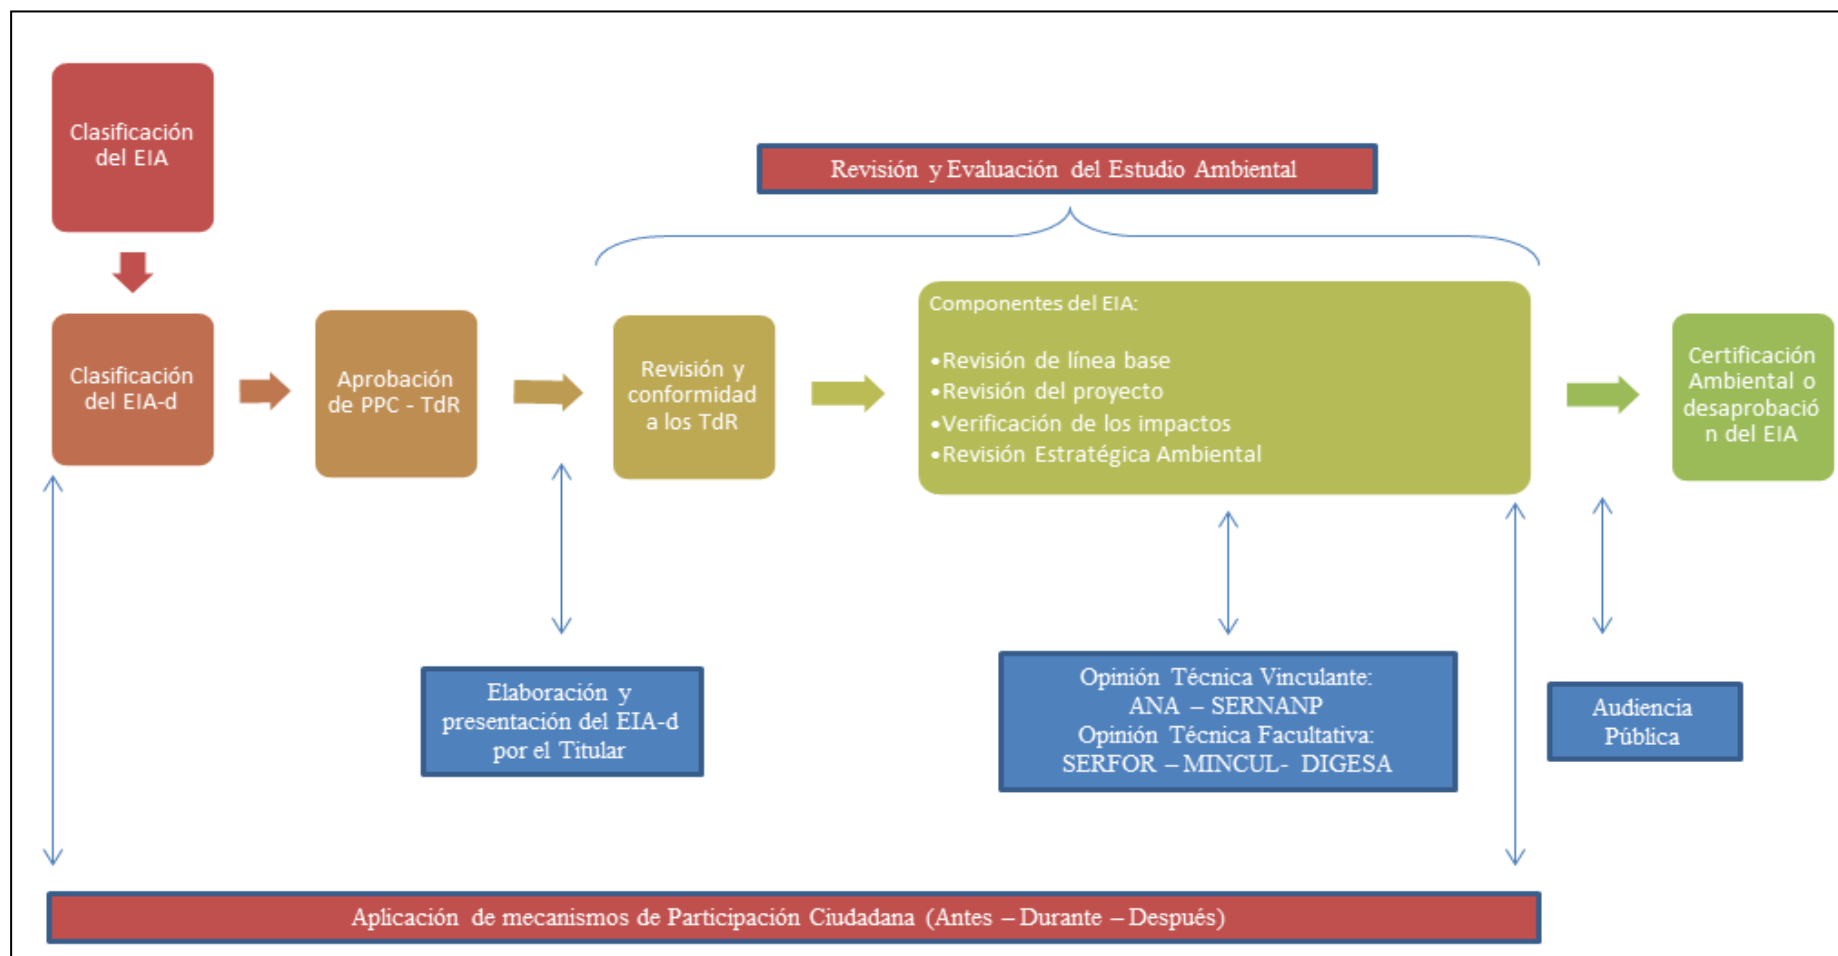 Clasificación
del EIA
Revisión y Evaluación del Estudio Ambiental
Clasificación
del EIA-d
Aprobación
de PPC - TdR
Revisión y
conformidad
a los TdR
Componentes del EIA:
•Revisión de línea base
•Revisión del proyecto
•Verificación de los impactos
•Revisión Estratégica Ambiental
Certificación
Ambiental o
desaprobació
n del EIA
Elaboración y
presentación del EIA-d
por el Titular
Opinión Técnica Vinculante:
ANA – SERNANP
Opinión Técnica Facultativa:
SERFOR – MINCUL- DIGESA
Audiencia
Pública
Aplicación de mecanismos de Participación Ciudadana (Antes – Durante – Después)